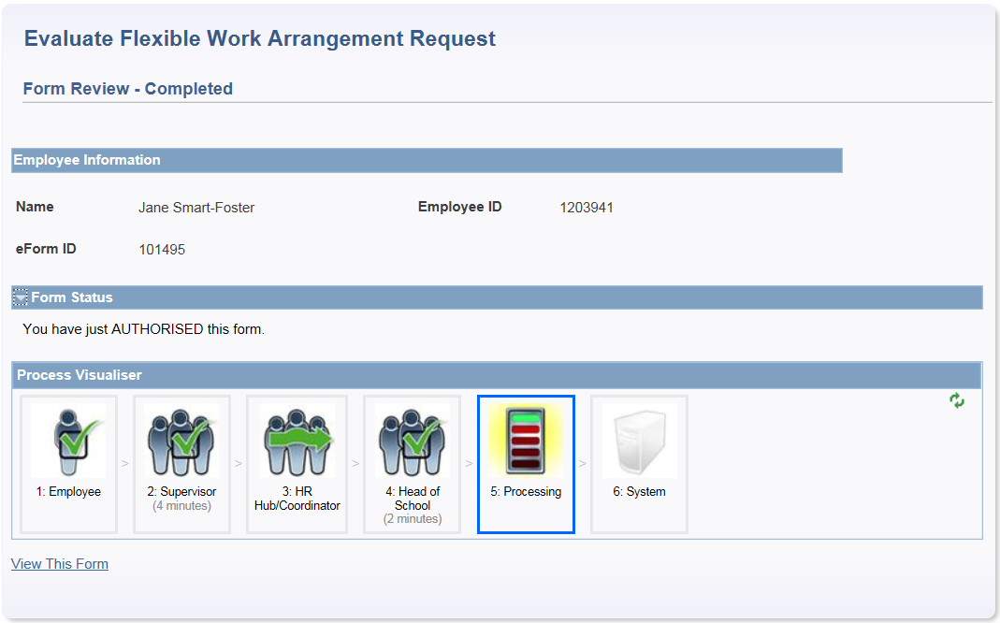 Evaluate Flexible Work Arrangement Request
Form Review - Completed
Employee Information
Name Jane Smart-Foster Employee ID 1203941
eForm ID 101495
Form Status
You have just AUTHORISED this form.
Process Visualiser
> > > > >
1: Employee
2: Supervisor
(4 minutes)
3: HR
Hub/Coordinator
4: Head of
School
(2 minutes)
5: Processing
6: System
View This Form